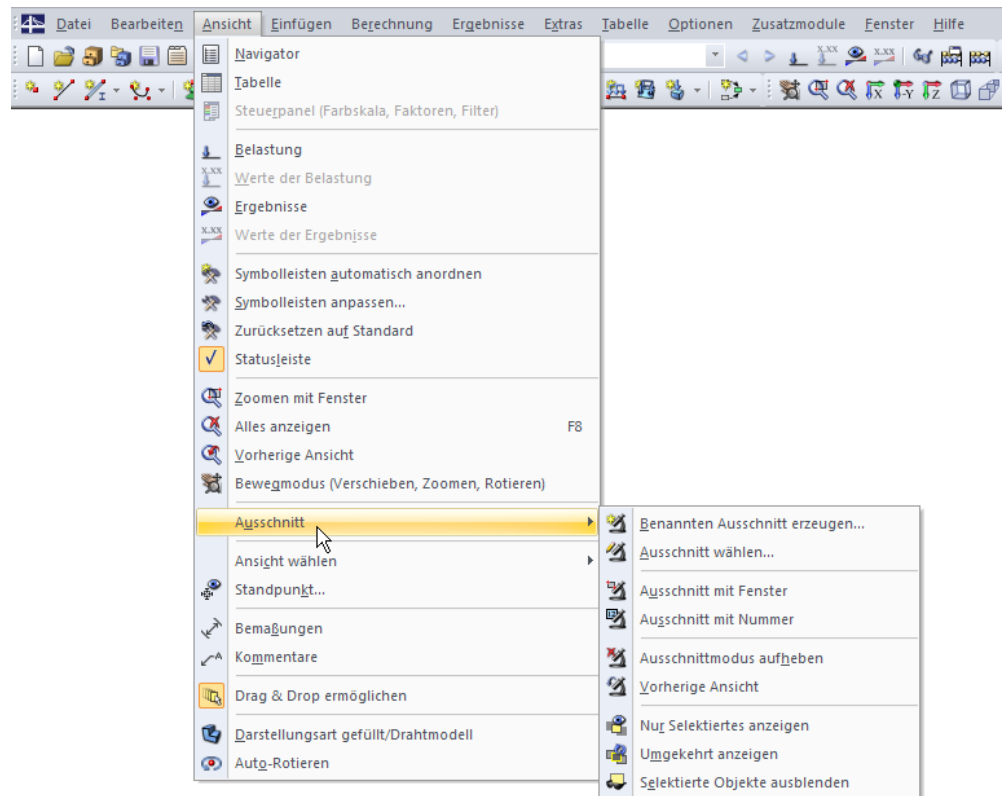 Datei Bearbeiten Ansicht Einfügen Berechnung Ergebnisse Extras Tabelle Optionen Zusatzmodule Fenster Hilfe
Navigator
Tabelle
Steuerpanel (Farbskala, Faktoren, Filter)
Belastung
x.xx Werte der Belastung
Ergebnisse
x.xx Werte der Ergebnisse
Symbolleisten automatisch anordnen
Symbolleisten anpassen...
Zurücksetzen auf Standard
Statusleiste
Zoomen mit Fenster
Alles anzeigen F8
Vorherige Ansicht
Bewegmodus (Verschieben, Zoomen, Rotieren)
Ausschnitt
Ansicht wählen
Standpunkt...
Bemaßungen
Kommentare
Drag & Drop ermöglichen
Darstellungsart gefüllt/Drahtmodell
Auto-Rotieren
Benannten Ausschnitt erzeugen...
Ausschnitt wählen...
Ausschnitt mit Fenster
Ausschnitt mit Nummer
Ausschnittmodus aufheben
Vorherige Ansicht
Nur Selektiertes anzeigen
Umgekehrt anzeigen
Selektierte Objekte ausblenden